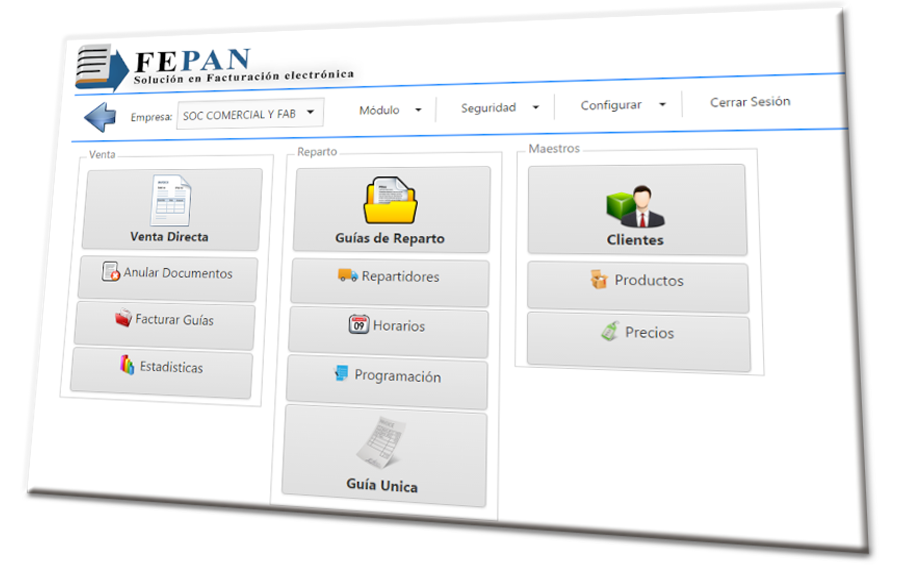 FEPAN
Solución en Facturación electrónica
Empresa: SOC COMERCIAL Y FAB Módulo Seguridad Configurar Cerrar Sesión
Venta
Venta Directa
Anular Documentos
Facturar Guías
Estadisticas
Reparto
Guías de Reparto
Repartidores
09
Horarios
Programación
Guía Unica
Maestros
Clientes
Productos
Precios